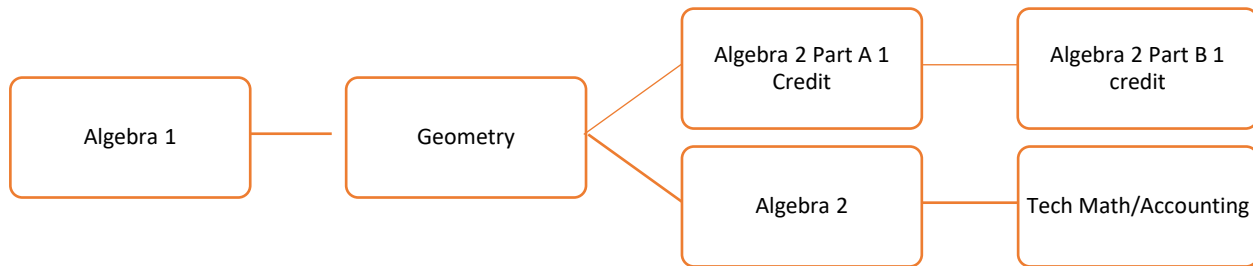 Algebra 1
Geometry
Algebra 2 Part A 1
Credit
Algebra 2 Part B 1
credit
Algebra 2
Tech Math/Accounting